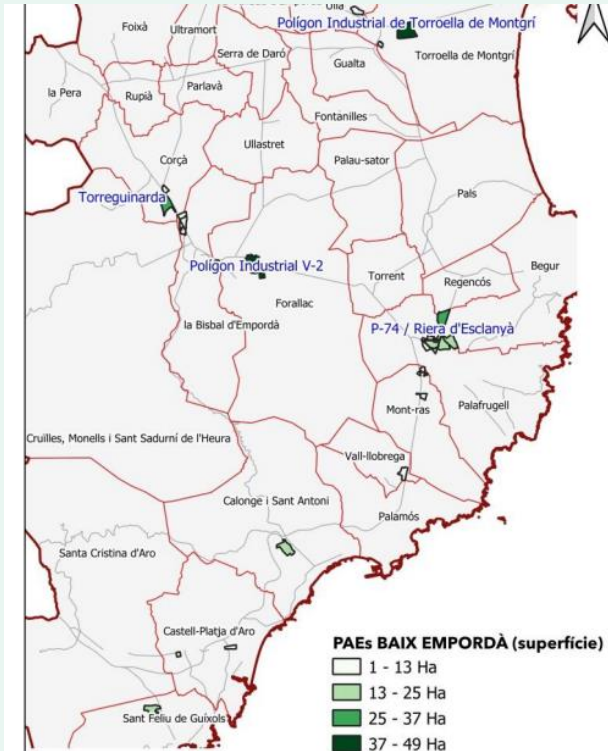 Foixà
Ultramort
Ullà
Polígon Industrial de Torroella de Montgrí
Serra de Daró
Gualta
Torroella de Montgrí
la Pera
Rupià
Parlavà
Fontanilles
Corçà
Ullastret
Palau-sator
Pals
Torreguinarda
Begur
Polígon Industrial V-2
Torrent
Regencós
Forallac
la Bisbal d'Empordà
P-74 / Riera d'Esclanyà
Mont-ras
Palafrugell
Cruïlles, Monells i Sant Sadurní de l'Heura
Vall-llobrega
Calonge i Sant Antoni
Palamós
Santa Cristina d'Aro
Castell-Platja d'Aro
Sant Feliu de Guíxols
PAEs BAIX EMPORDÀ (superfície)
1 - 13 Ha
13 - 25 Ha
25 - 37 Ha
37 - 49 Ha